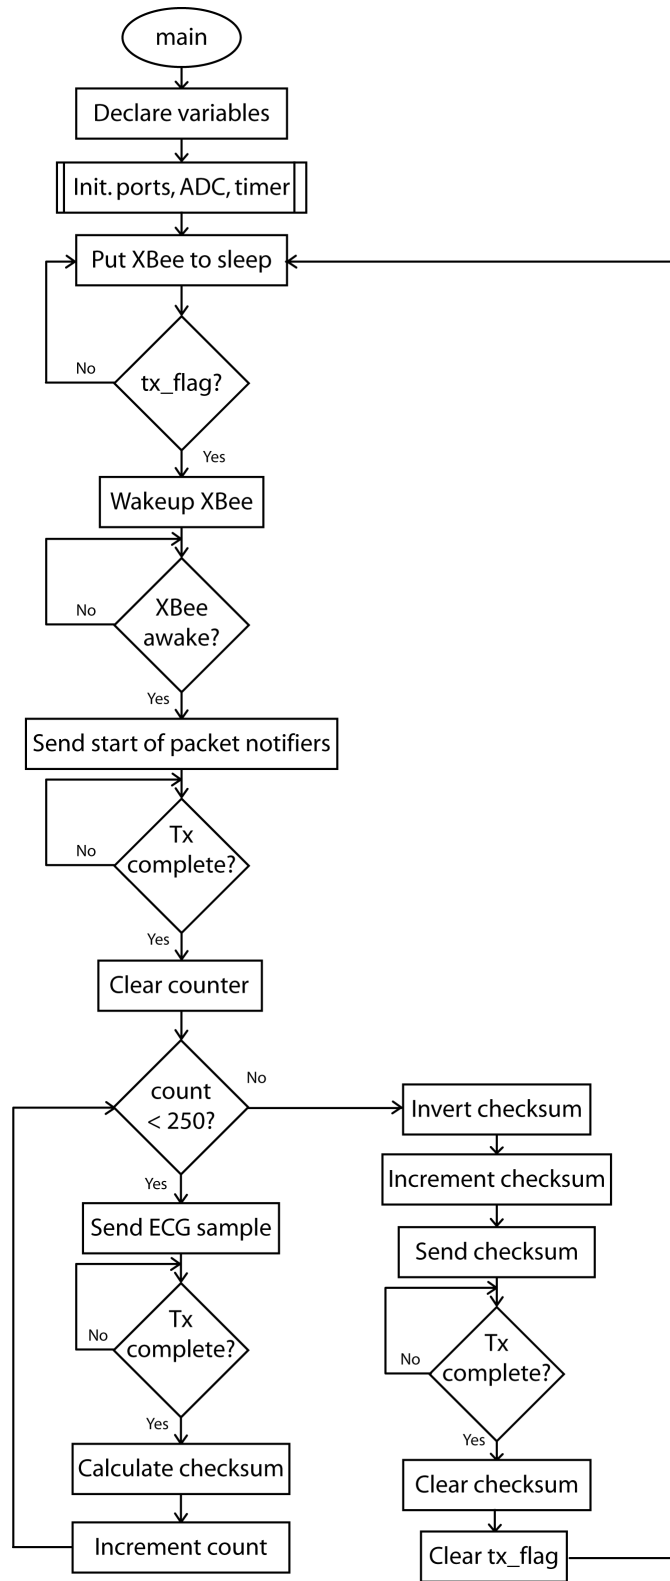 main
Declare variables
Init. ports, ADC, timer
Put XBee to sleep
No
tx_flag?
Yes
Wakeup XBee
No
XBee
awake?
Yes
Send start of packet notifiers
No
Tx
complete?
Yes
Clear counter
count
< 250?
No
Yes
Send ECG sample
No
Tx
complete?
Yes
Calculate checksum
Increment count
Invert checksum
Increment checksum
Send checksum
No
Tx
complete?
Yes
Clear checksum
Clear tx_flag